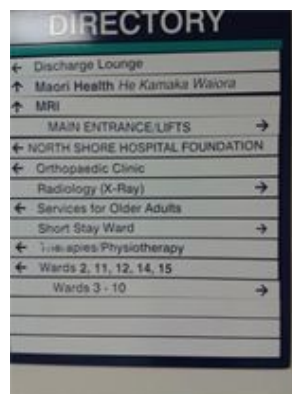 DIRECTORY
← Discharge Lounge
↑ Maori Health He Kamaka Waiora
↑ MRI
MAIN ENTRANCE/LIFTS →
← NORTH SHORE HOSPITAL FOUNDATION
← Orthopaedic Clinic
Radiology (X-Ray) →
← Services for Older Adults
Short Stay Ward →
← Therapies/Physiotherapy
← Wards 2, 11, 12, 14, 15
Wards 3 - 10 →